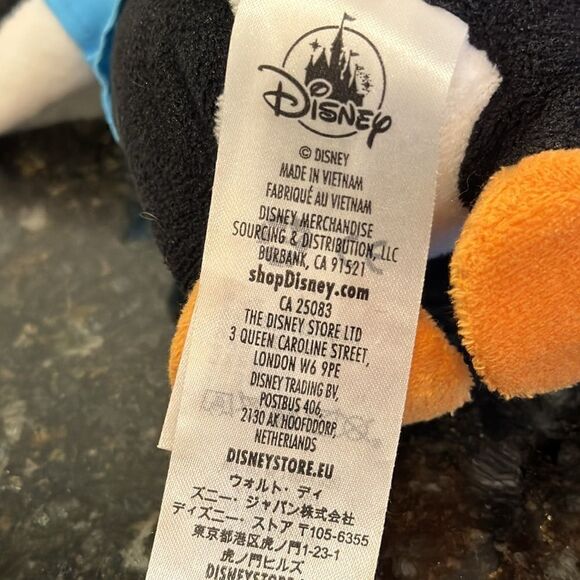 Disney
© DISNEY
MADE IN VIETNAM
FABRIQUÉ AU VIETNAM
DISNEY MERCHANDISE
SOURCING & DISTRIBUTION, LLC
BURBANK, CA 91521
shopDisney.com
CA 25083
THE DISNEY STORE LTD
3 QUEEN CAROLINE STREET,
LONDON W6 9PE
DISNEY TRADING BV,
POSTBUS 406,
2130 AK HOOFDDORF,
NETHERLANDS
DISNEYSTORE.EU
ウォルト・ディ
ズニー・ジャパン株式会社
ディズニー・ストア 〒105-6355
東京都港区虎ノ門1-23-1
虎ノ門ヒルズ